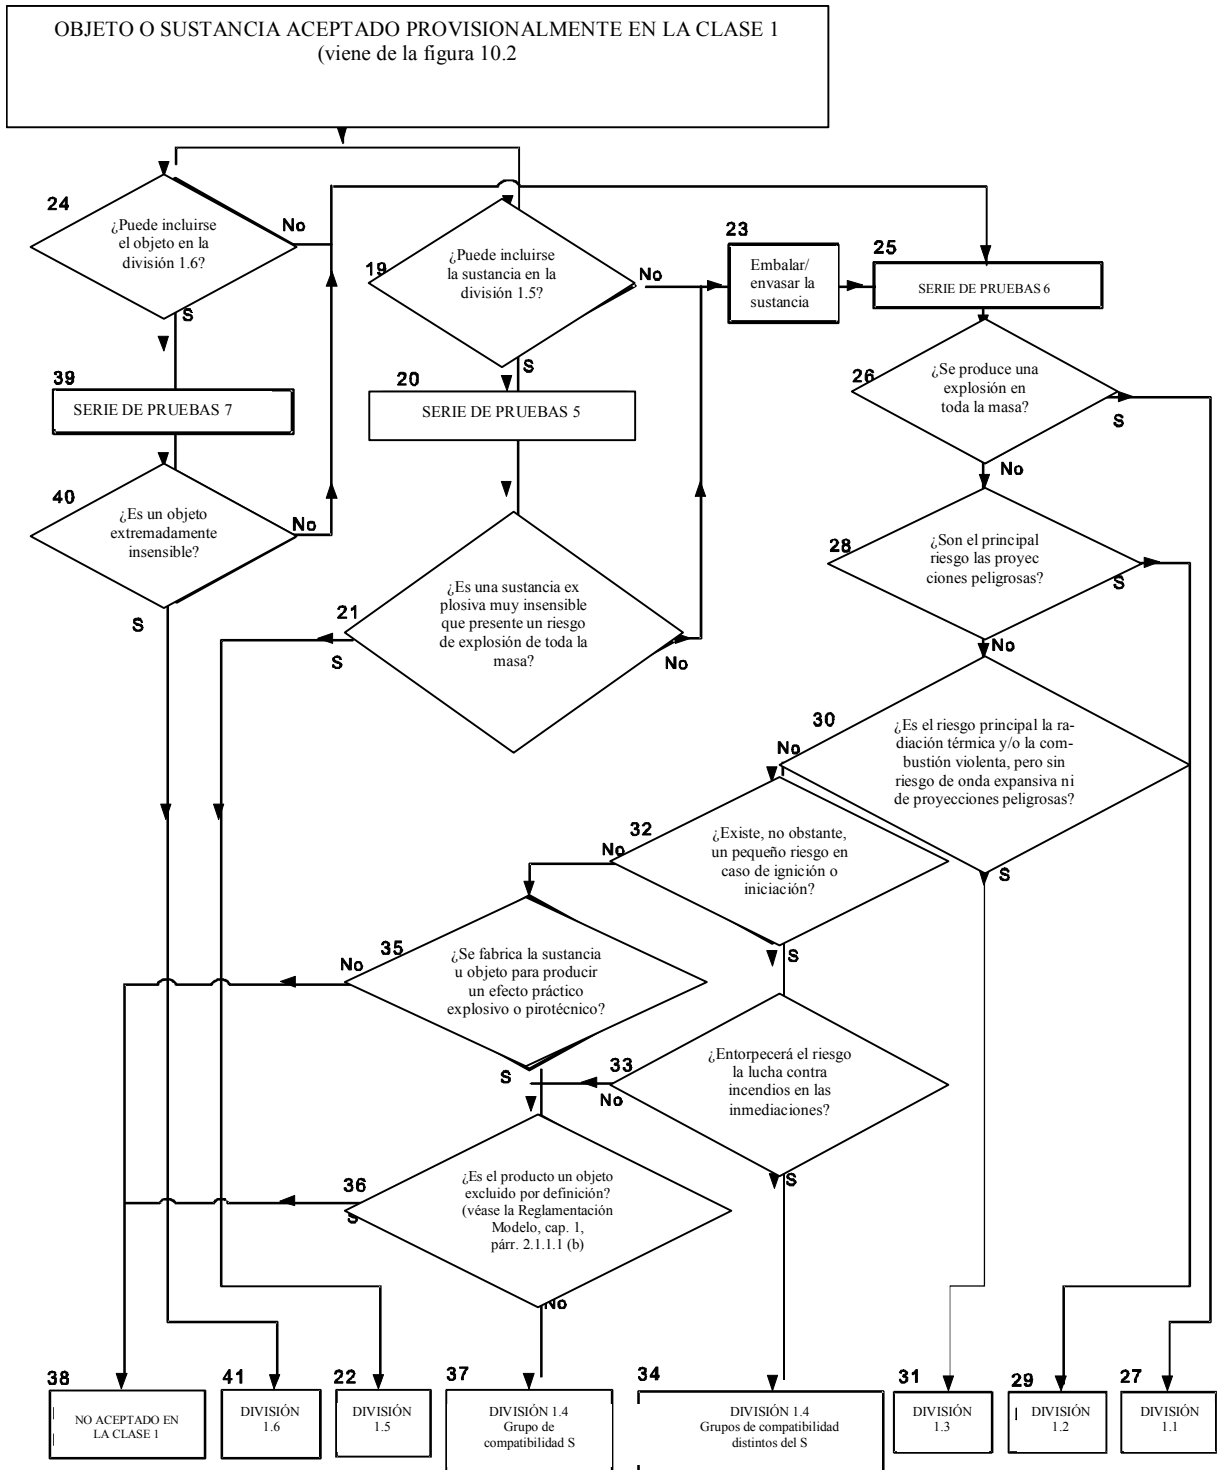 OBJETO O SUSTANCIA ACEPTADO PROVISIONALMENTE EN LA CLASE 1
(viene de la figura 10.2
24
¿Puede incluirse
el objeto en la
división 1.6?
No
S
19
¿Puede incluirse
la sustancia en la
división 1.5?
No
S
23
Embalar/
envasar la
sustancia
25
SERIE DE PRUEBAS 6
39
SERIE DE PRUEBAS 7
20
SERIE DE PRUEBAS 5
26
¿Se produce una
explosión en
toda la masa?
S
No
40
¿Es un objeto
extremadamente
insensible?
No
S
21
¿Es una sustancia ex
plosiva muy insensible
que presente un riesgo
de explosión de toda la
masa?
S
No
28
¿Son el principal
riesgo las proyec
ciones peligrosas?
S
No
30
¿Es el riesgo principal la ra-
diación térmica y/o la com-
bustión violenta, pero sin
riesgo de onda expansiva ni
de proyecciones peligrosas?
No
S
32
¿Existe, no obstante,
un pequeño riesgo en
caso de ignición o
iniciación?
No
S
35
¿Se fabrica la sustancia
u objeto para producir
un efecto práctico
explosivo o pirotécnico?
No
S
33
¿Entorpecerá el riesgo
la lucha contra
incendios en las
inmediaciones?
No
S
36
¿Es el producto un objeto
excluido por definición?
(véase la Reglamentación
Modelo, cap. 1,
párr. 2.1.1.1 (b)
S
No
38
NO ACEPTADO EN
LA CLASE 1
41
DIVISIÓN
1.6
22
DIVISIÓN
1.5
37
DIVISIÓN 1.4
Grupo de
compatibilidad S
34
DIVISIÓN 1.4
Grupos de compatibilidad
distintos del S
31
DIVISIÓN
1.3
29
DIVISIÓN
1.2
27
DIVISIÓN
1.1